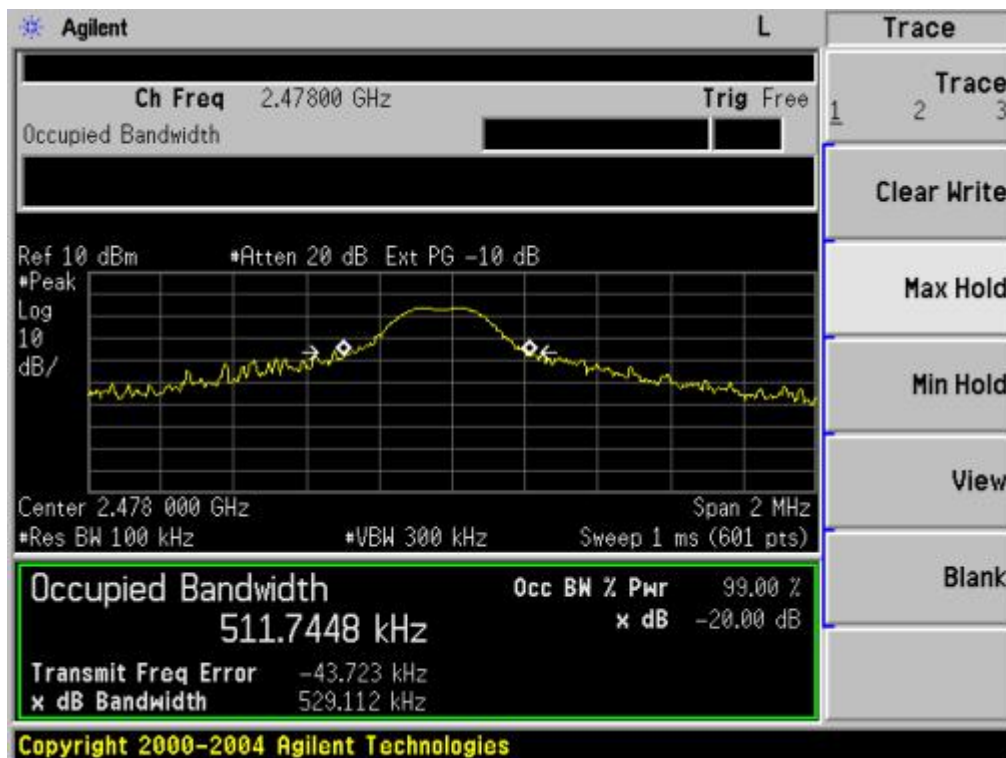 Agilent L Trace
Ch Freq 2.47800 GHz Trig Free
Occupied Bandwidth
Trace
1 2 3
Clear Write
Max Hold
Min Hold
View
Blank
Ref 10 dBm #Atten 20 dB Ext PG -10 dB
#Peak
Log
10
dB/
Center 2.478 000 GHz Span 2 MHz
#Res BW 100 kHz #VBW 300 kHz Sweep 1 ms (601 pts)
Occupied Bandwidth Occ BW % Pwr 99.00 %
511.7448 kHz x dB -20.00 dB
Transmit Freq Error -43.723 kHz
x dB Bandwidth 529.112 kHz
Copyright 2000-2004 Agilent Technologies